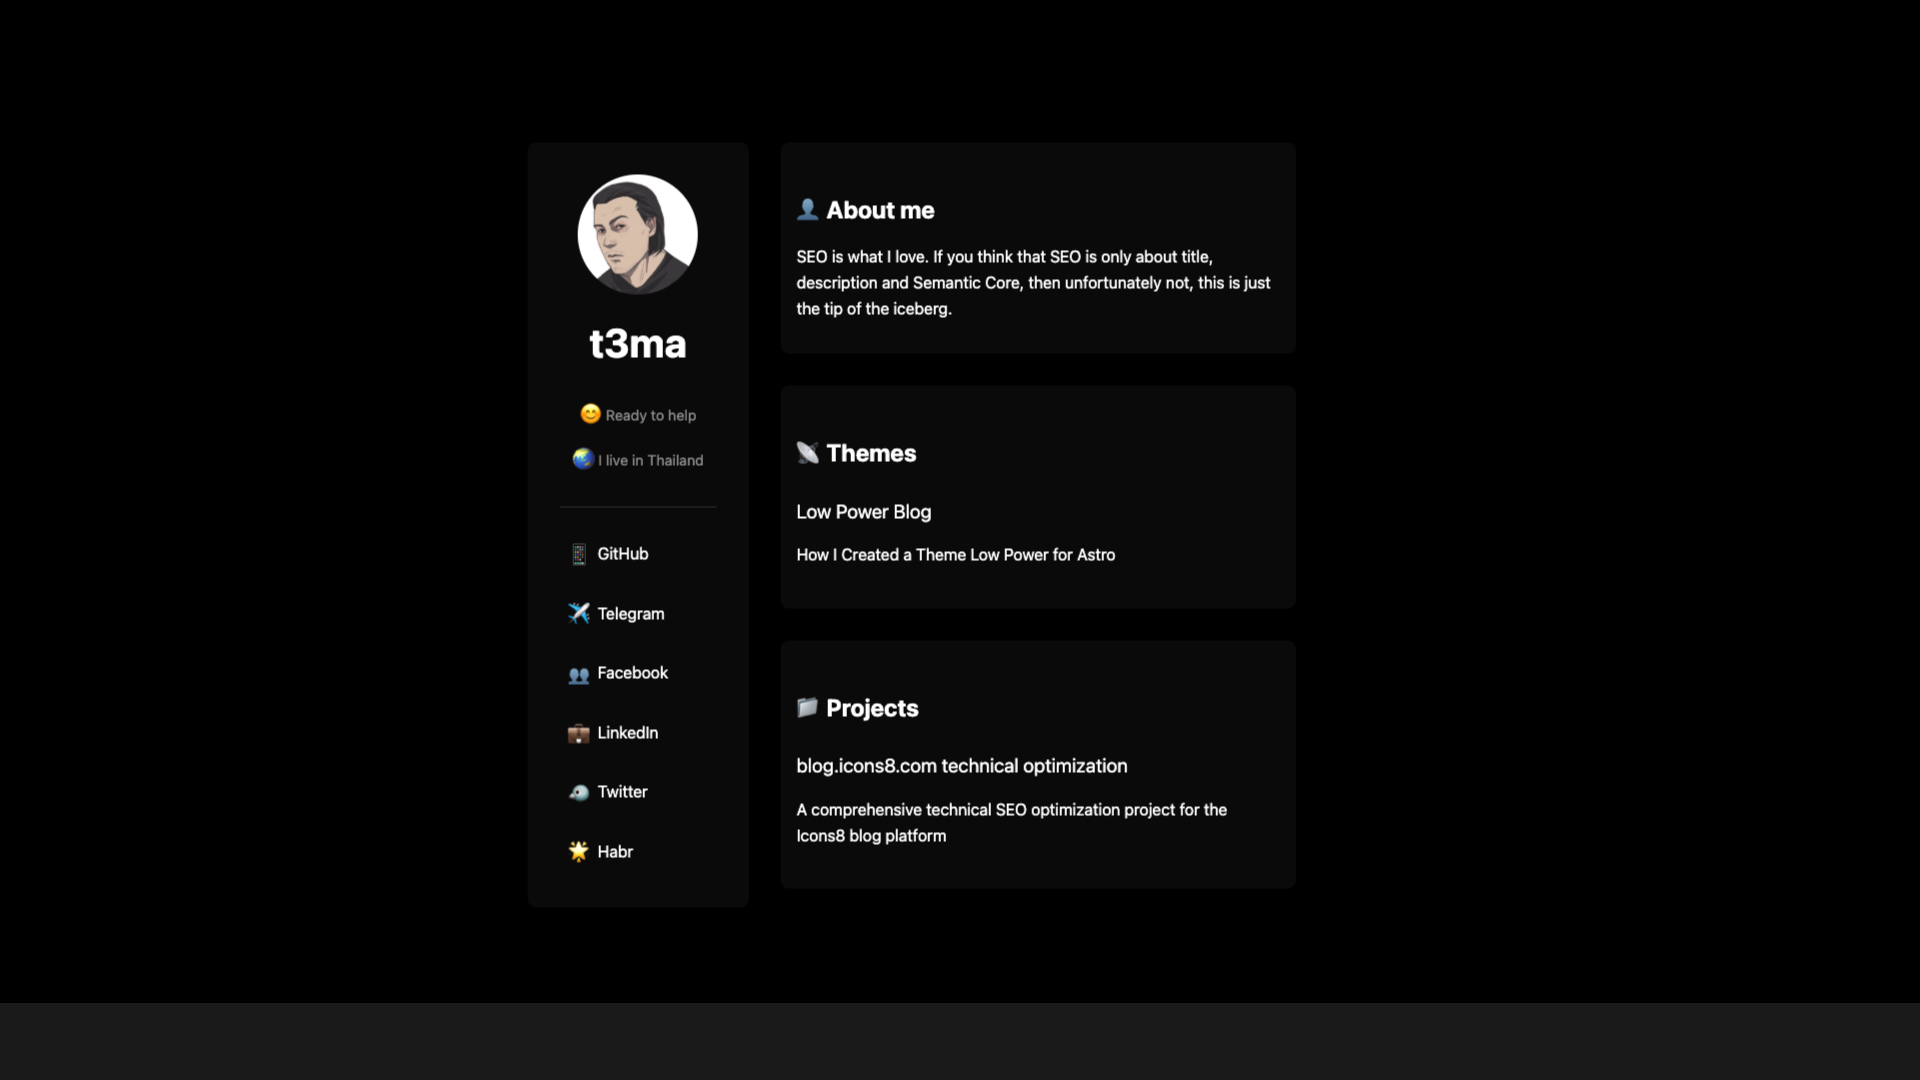 t3ma
Ready to help
I live in Thailand
GitHub
Telegram
Facebook
LinkedIn
Twitter
Habr
About me
SEO is what I love. If you think that SEO is only about title,
description and Semantic Core, then unfortunately not, this is just
the tip of the iceberg.
Themes
Low Power Blog
How I Created a Theme Low Power for Astro
Projects
blog.icons8.com technical optimization
A comprehensive technical SEO optimization project for the
Icons8 blog platform